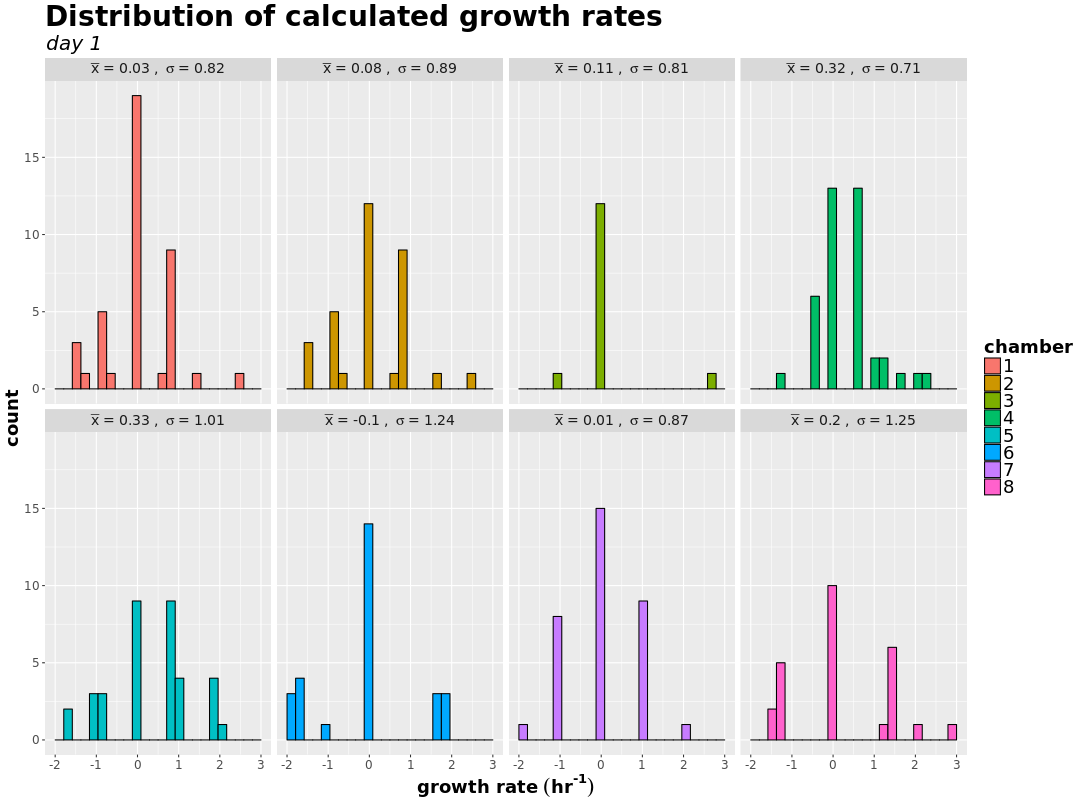 Distribution of calculated growth rates
day 1
x̅ = 0.03 , σ = 0.82
x̅ = 0.08 , σ = 0.89
x̅ = 0.11 , σ = 0.81
x̅ = 0.32 , σ = 0.71
15
10
5
0
x̅ = 0.33 , σ = 1.01
x̅ = -0.1 , σ = 1.24
x̅ = 0.01 , σ = 0.87
x̅ = 0.2 , σ = 1.25
15
10
5
0
-2 -1 0 1 2 3
-2 -1 0 1 2 3
-2 -1 0 1 2 3
-2 -1 0 1 2 3
count
growth rate (hr⁻¹)
chamber
1
2
3
4
5
6
7
8